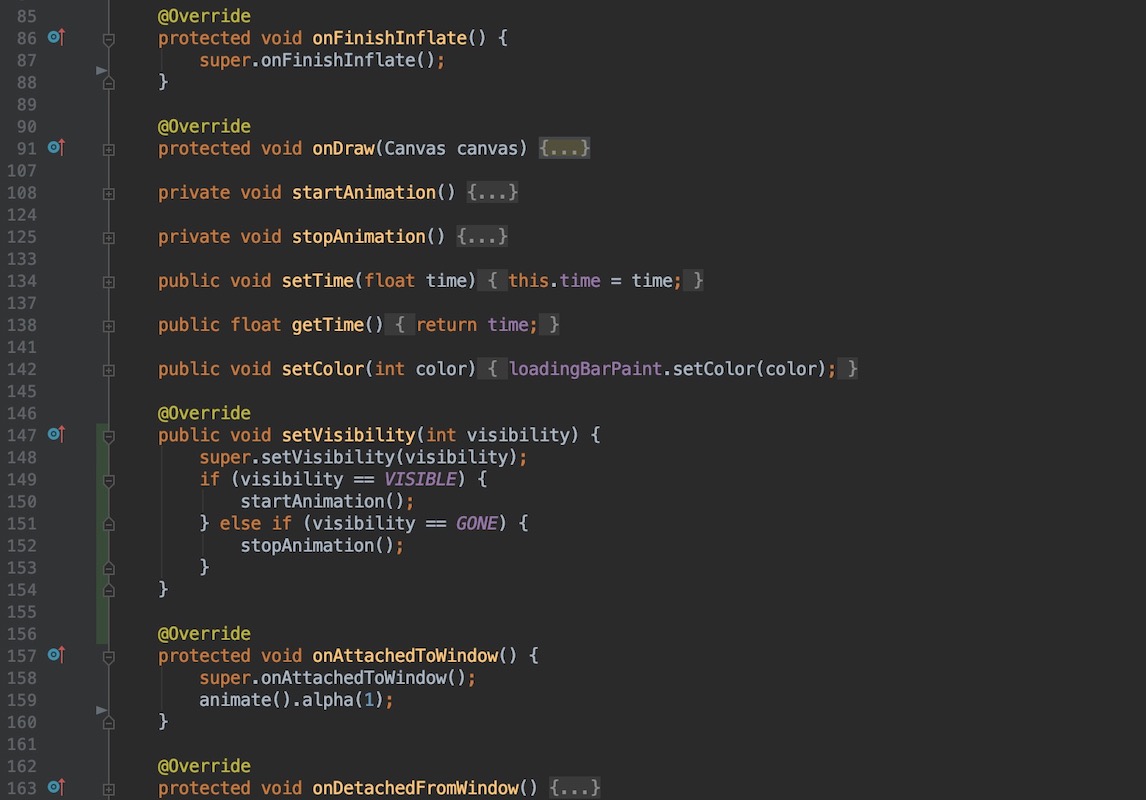 85 @Override
86 protected void onFinishInflate() {
87 super.onFinishInflate();
88 }
89
90 @Override
91 protected void onDraw(Canvas canvas) {...}
107
108 private void startAnimation() {...}
124
125 private void stopAnimation() {...}
133
134 public void setTime(float time) { this.time = time; }
137
138 public float getTime() { return time; }
141
142 public void setColor(int color) { loadingBarPaint.setColor(color); }
145
146 @Override
147 public void setVisibility(int visibility) {
148 super.setVisibility(visibility);
149 if (visibility == VISIBLE) {
150 startAnimation();
151 } else if (visibility == GONE) {
152 stopAnimation();
153 }
154 }
155
156 @Override
157 protected void onAttachedToWindow() {
158 super.onAttachedToWindow();
159 animate().alpha(1);
160 }
161
162 @Override
163 protected void onDetachedFromWindow() {...}